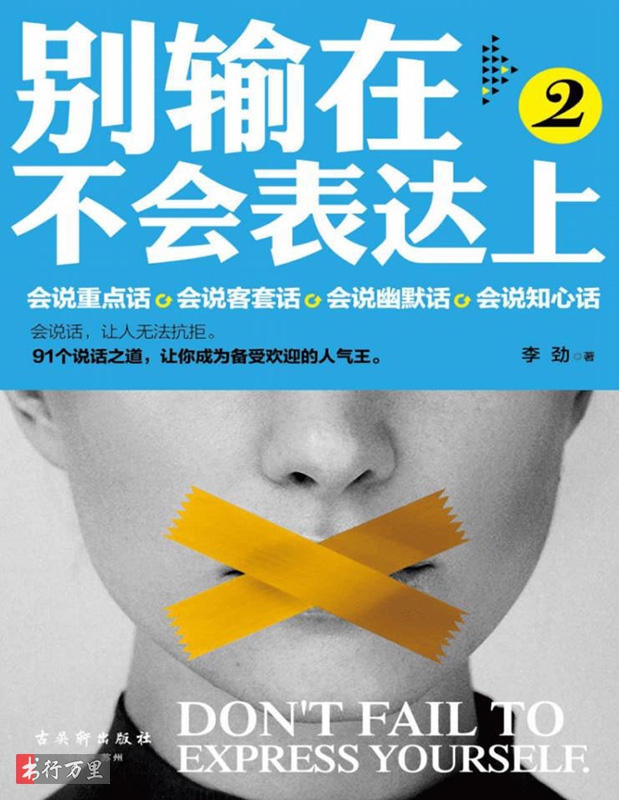 别输在
2
不会表达上
会说重点话 会说客套话 会说幽默话 会说知心话
会说话，让人无法抗拒。
91个说话之道，让你成为备受欢迎的人气王。
李 劲 ◎ 著
DON'T FAIL TO
EXPRESS YOURSELF.
古吴轩出版社
苏州
书行万里